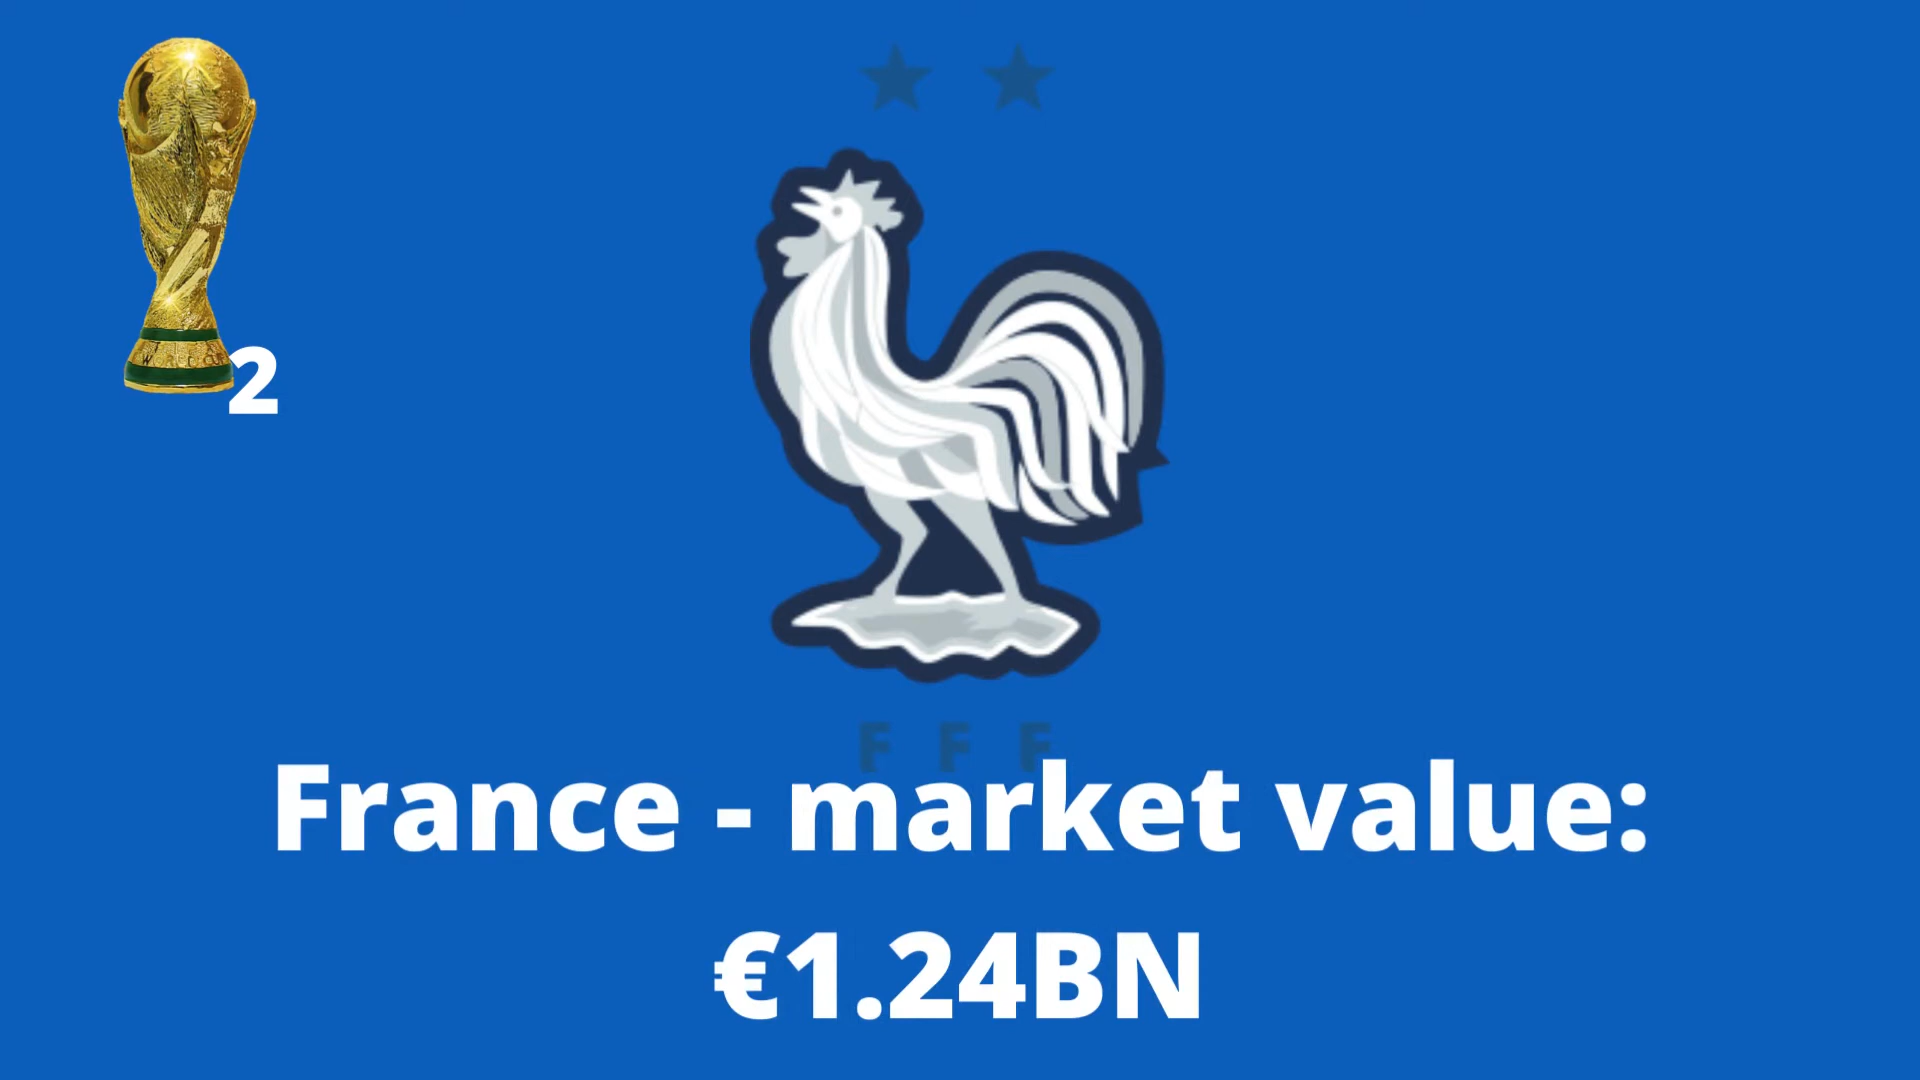 2
F F F
France - market value:
€1.24BN